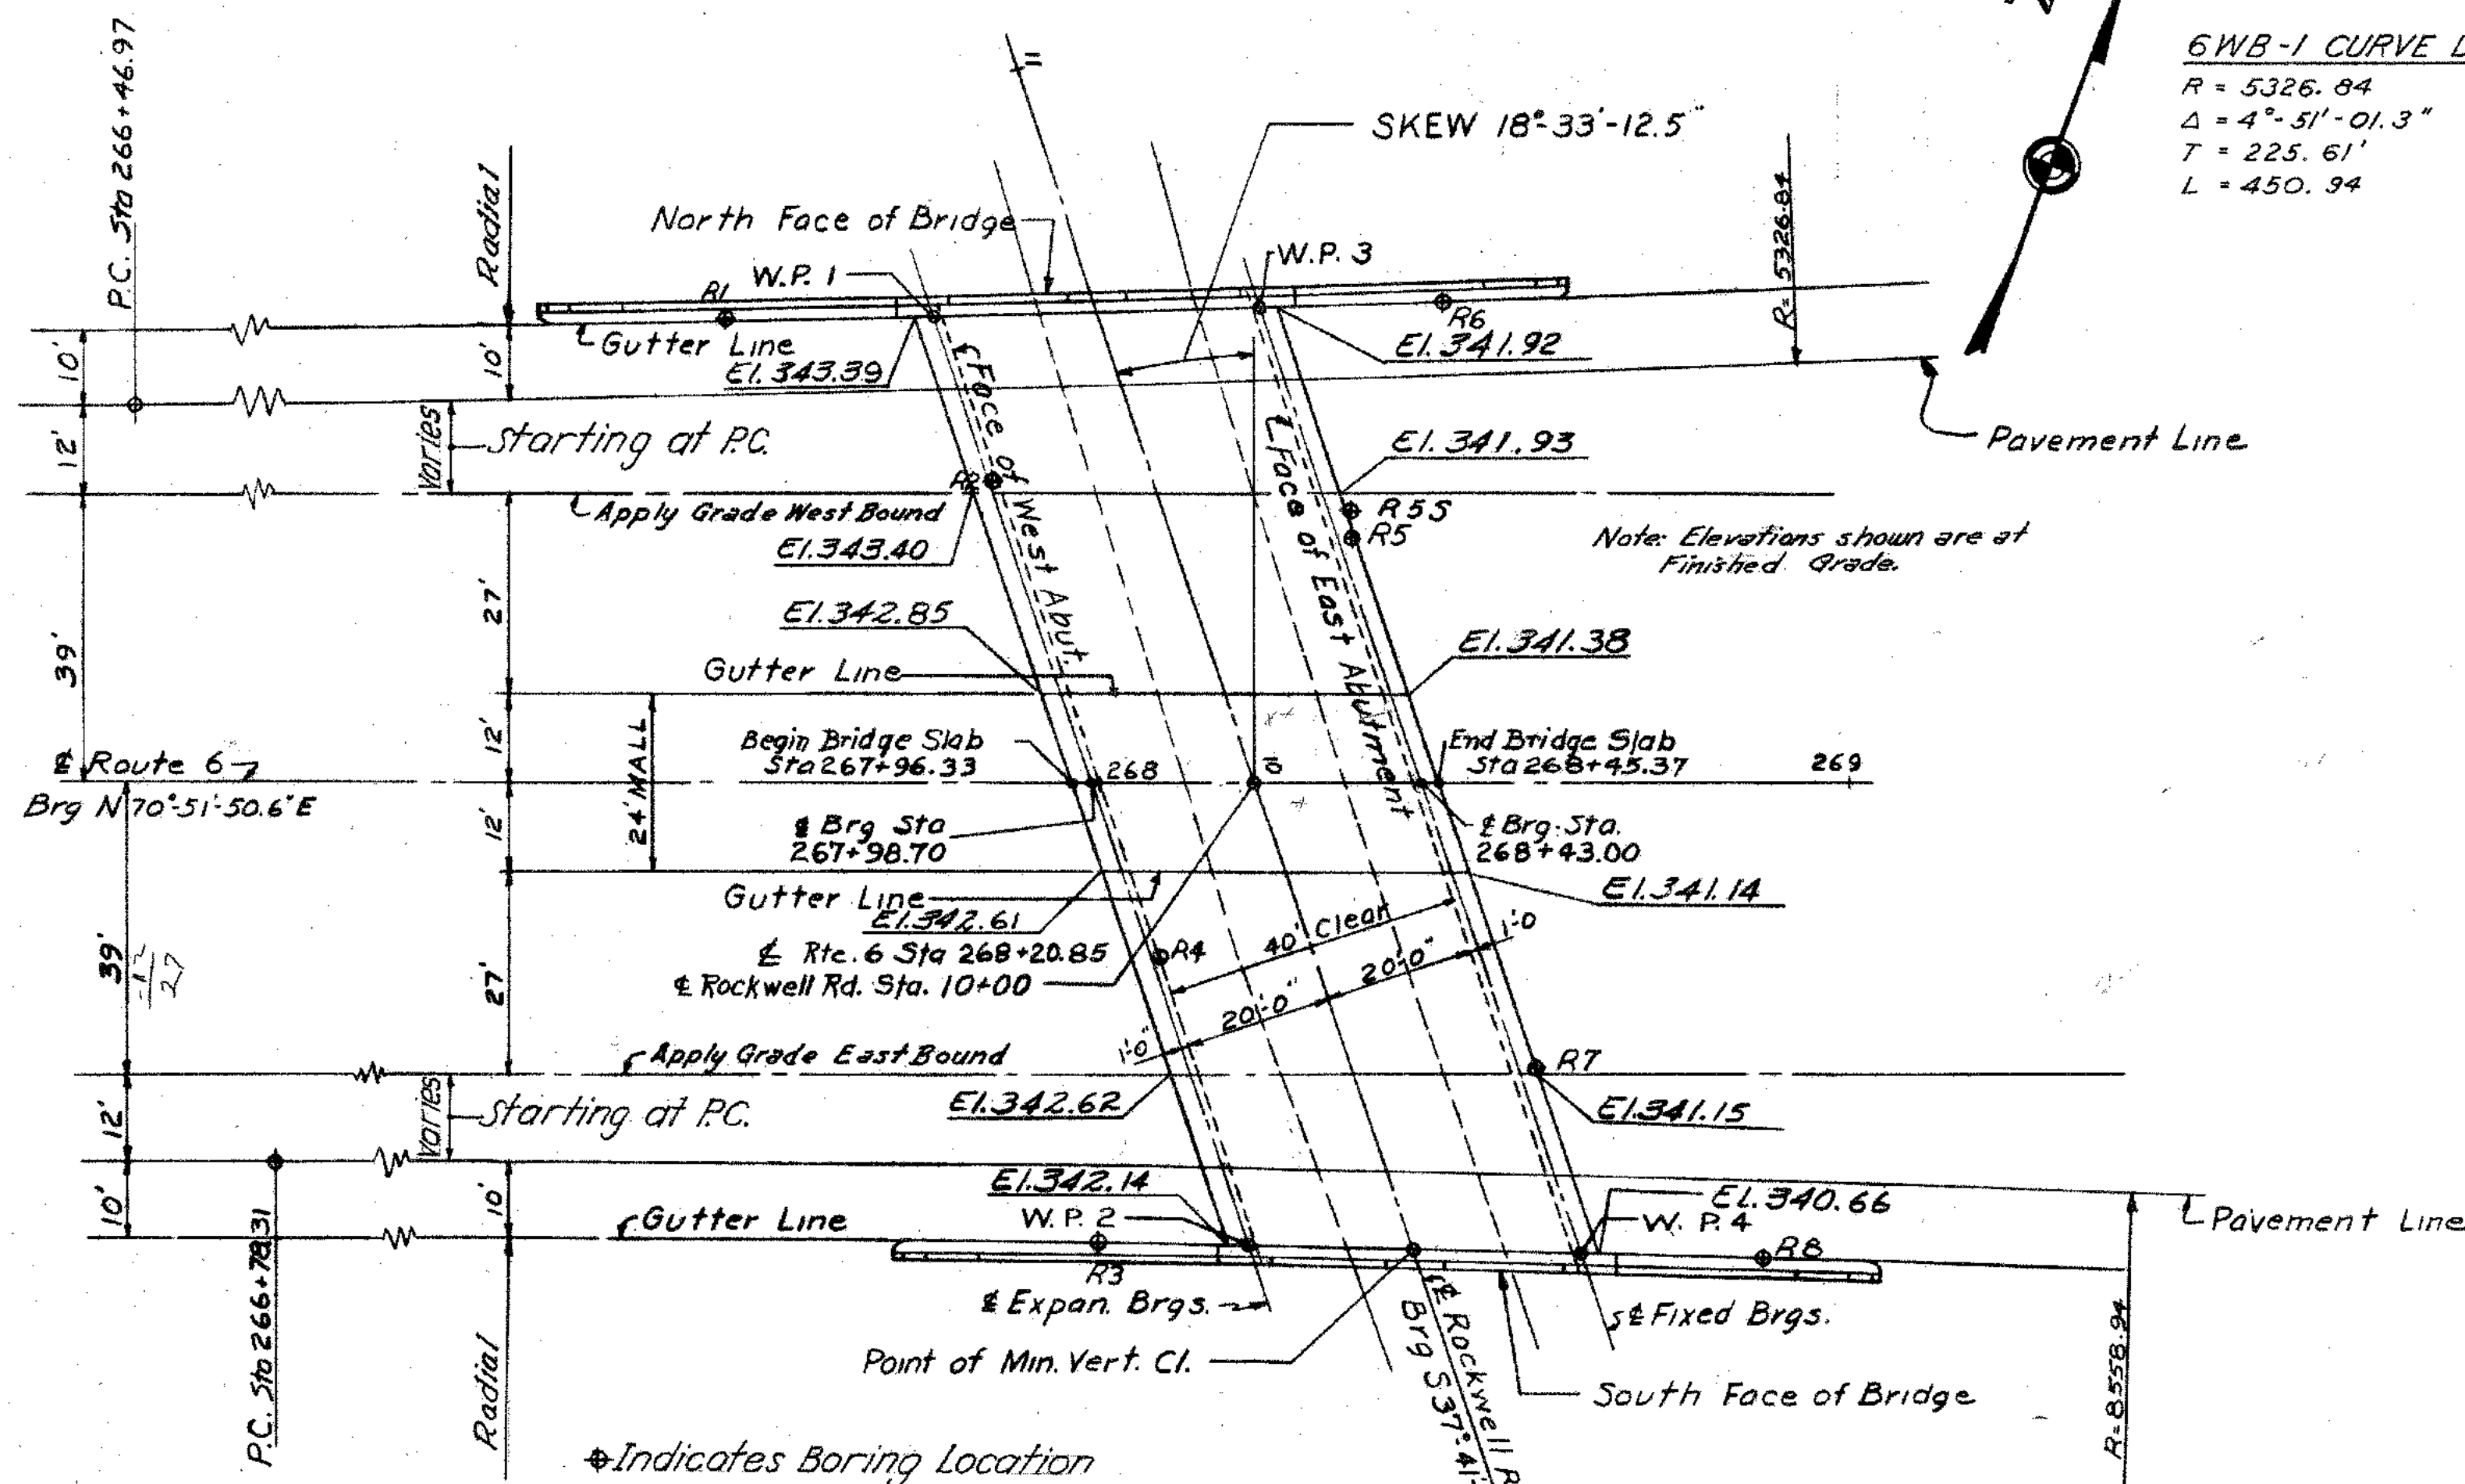 P.C. Sta 266+46.97
6WB-1 CURVE
R = 5326.84
Δ = 4°-51'-01.3"
T = 225.61'
L = 450.94
11
SKEW 18°-33'-12.5"
Radial
North Face of Bridge
W.P. 1
W.P. 3
R1
R6
R=5326.84
Gutter Line
El. 343.39
El. 341.92
10'
10'
12'
Varies
Starting at P.C.
℄ Face of West Abut.
℄ Face of East Abutment
El. 341.93
Pavement Line
R2
Apply Grade West Bound
El. 343.40
R5S
R5
Note: Elevations shown are at
Finished Grade.
39'
27'
El. 342.85
El. 341.38
Gutter Line
12'
24' MALL
Begin Bridge Slab
Sta 267+96.33
268
10
End Bridge Slab
Sta 268+45.37
269
℄ Route 6
Brg N 70°-51'-50.6" E
12'
℄ Brg Sta
267+98.70
℄ Brg. Sta.
268+43.00
Gutter Line
El. 342.61
El. 341.14
40' Clear
1'-0
20'-0"
20'-0"
1'-0"
R4
℄ Rte. 6 Sta 268+20.85
℄ Rockwell Rd. Sta. 10+00
39'
-12
27
27'
Apply Grade East Bound
R7
El. 342.62
El. 341.15
12'
Varies
Starting at P.C.
10'
10'
El. 342.14
W.P. 2
El. 340.66
W. P. 4
Gutter Line
Pavement Line
R3
R8
P.C. Sta 266+78.31
℄ Expan. Brgs.
℄ Fixed Brgs.
Radial
Point of Min. Vert. Cl.
℄ Rockwell R
Brg S 37°-41'-
South Face of Bridge
R=8558.94
Indicates Boring Location